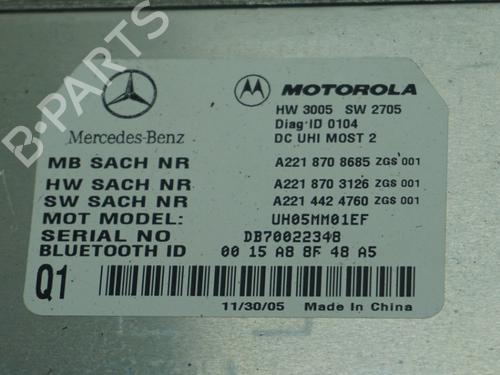 B-PARTS
Mercedes-Benz
MOTOROLA
HW 3005 SW 2705
Diag·ID 0104
DC UHI MOST 2
MB SACH NR A221 870 8685 ZGS 001
HW SACH NR A221 870 3126 ZGS 001
SW SACH NR A221 442 4760 ZGS 001
MOT MODEL: UH05MM01EF
SERIAL NO DB70022348
BLUETOOTH ID 00 15 A8 8F 48 A5
Q1
11/30/05 Made In China